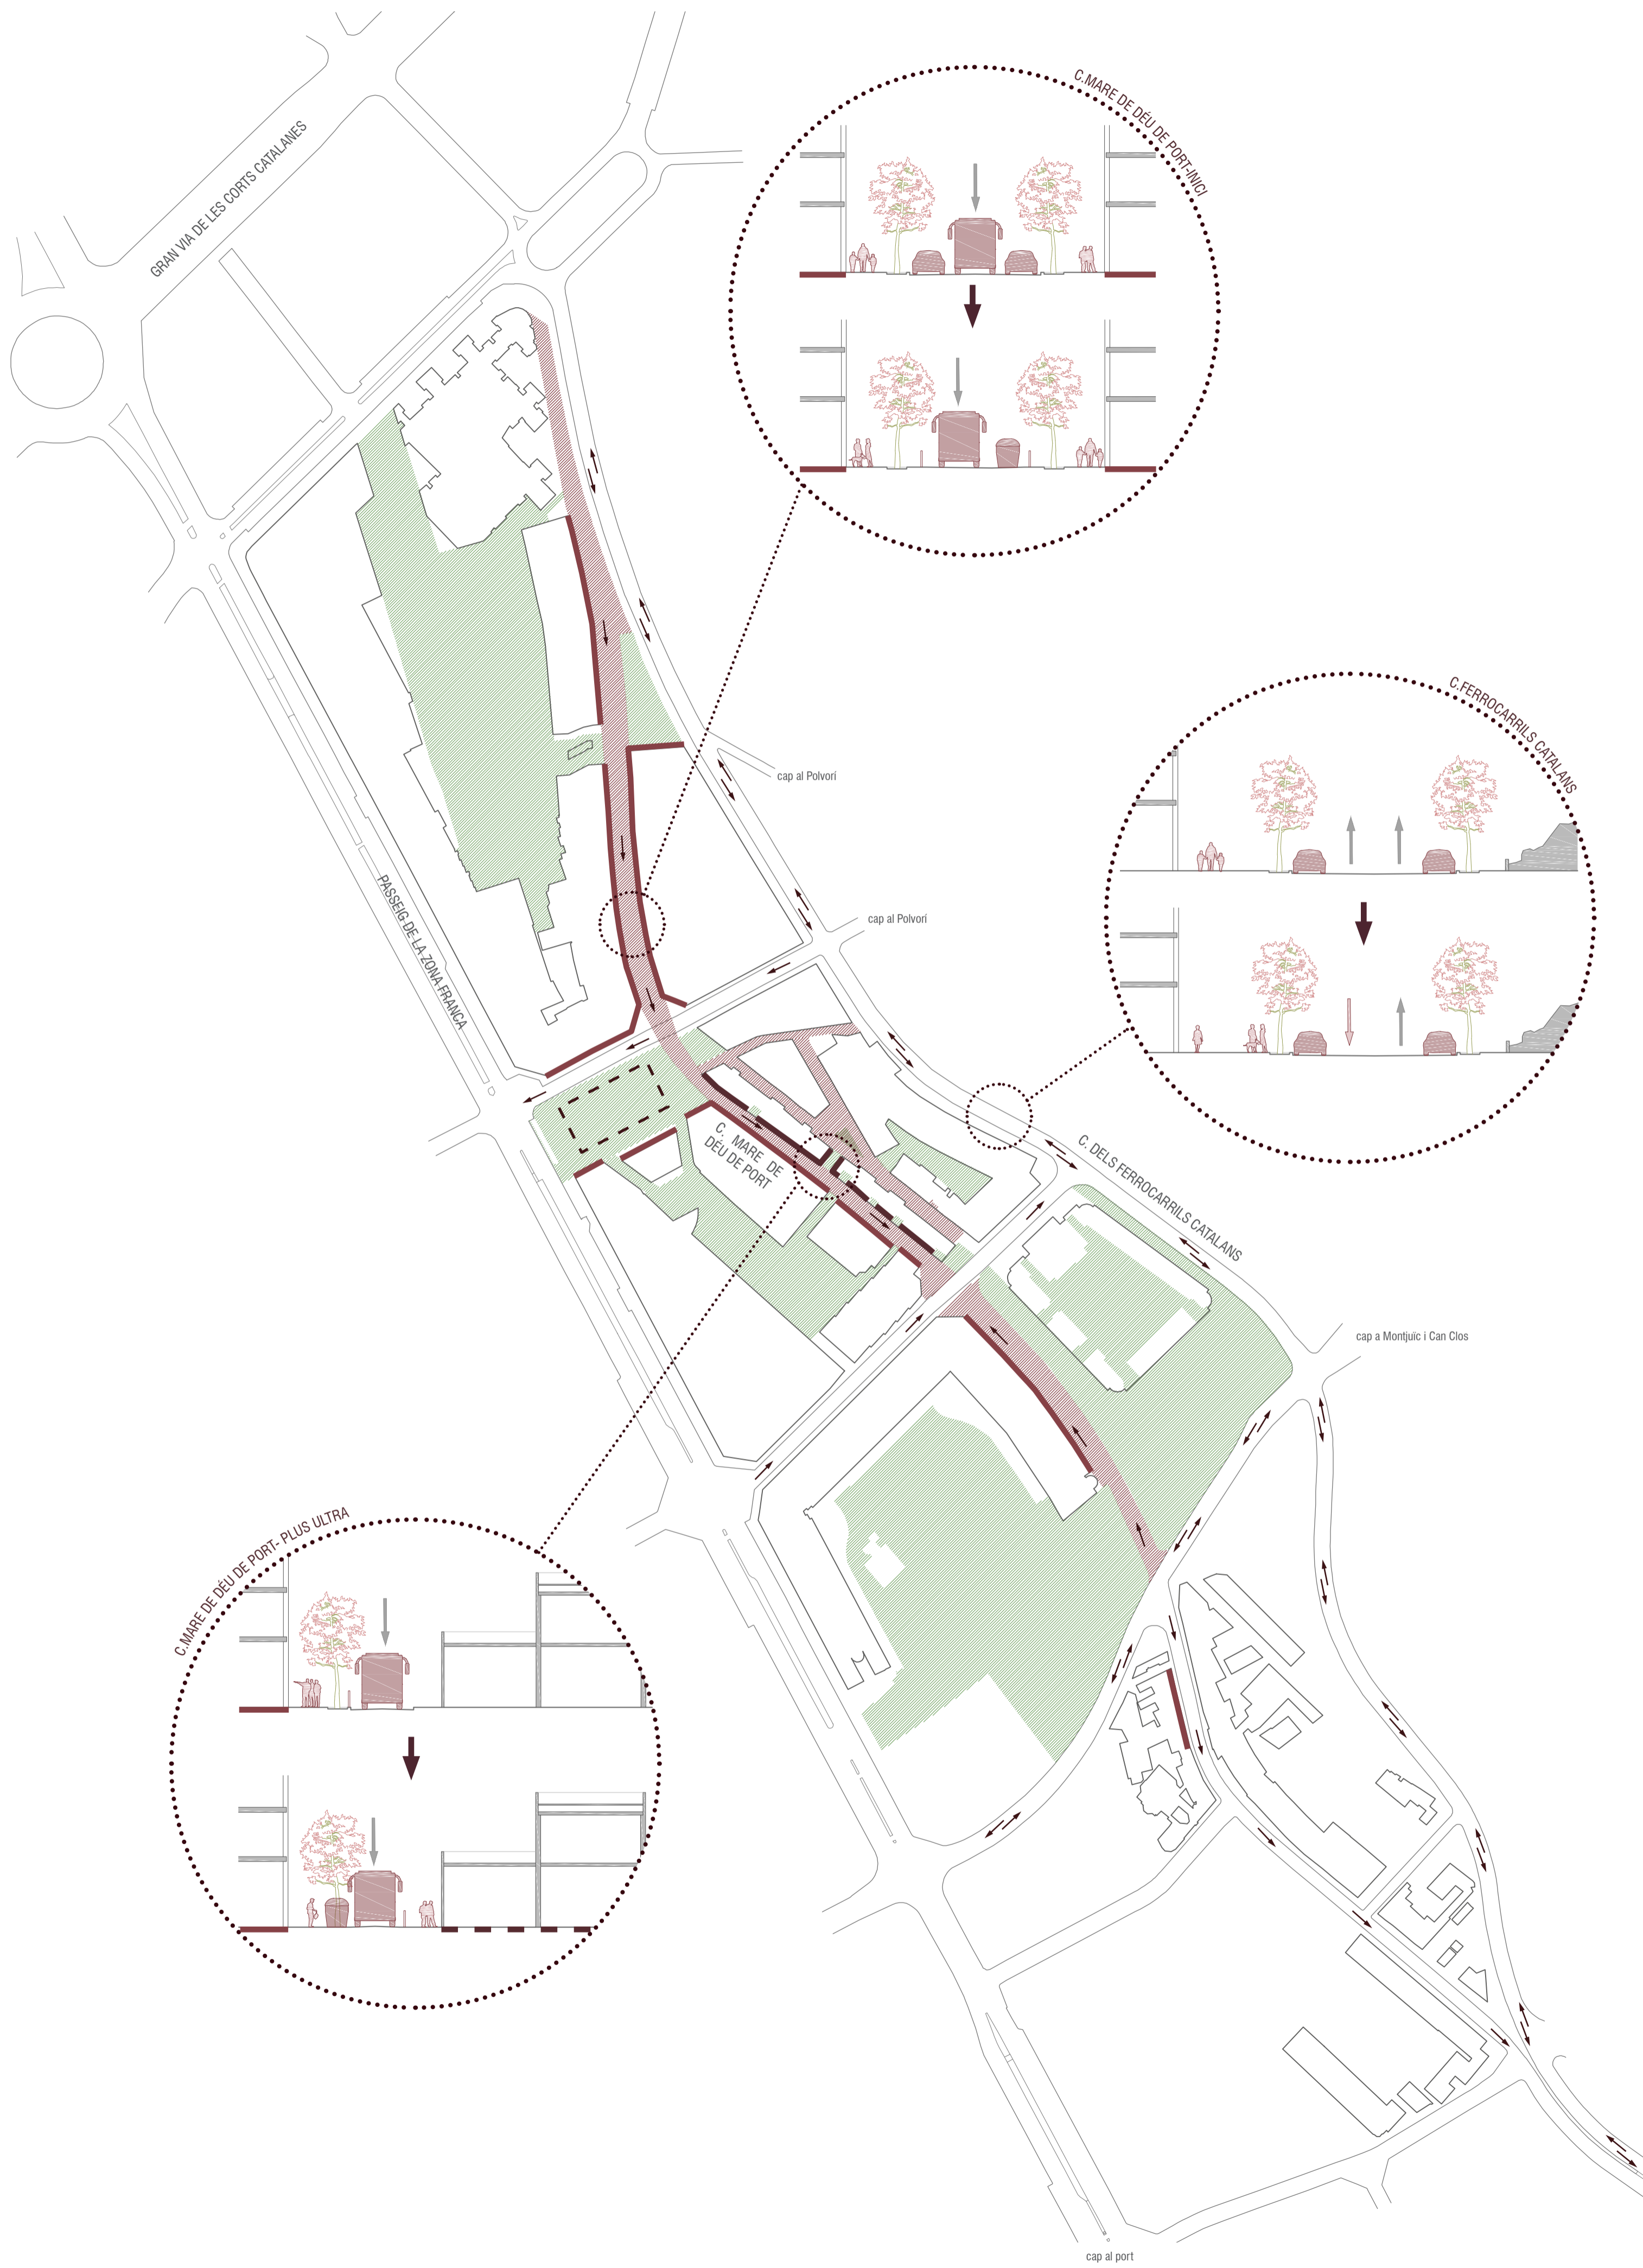 C.MARE DE DÉU DE PORT-INICI
GRAN VIA DE LES CORTS CATALANES
C.FERROCARRILS CATALANS
cap al Polvorí
PASSEIG DE LA ZONA FRANCA
cap al Polvorí
C. MARE DE
DÉU DE PORT
C. DELS FERROCARRILS CATALANS
cap a Montjuïc i Can Clos
C.MARE DE DÉU DE PORT- PLUS ULTRA
cap al port